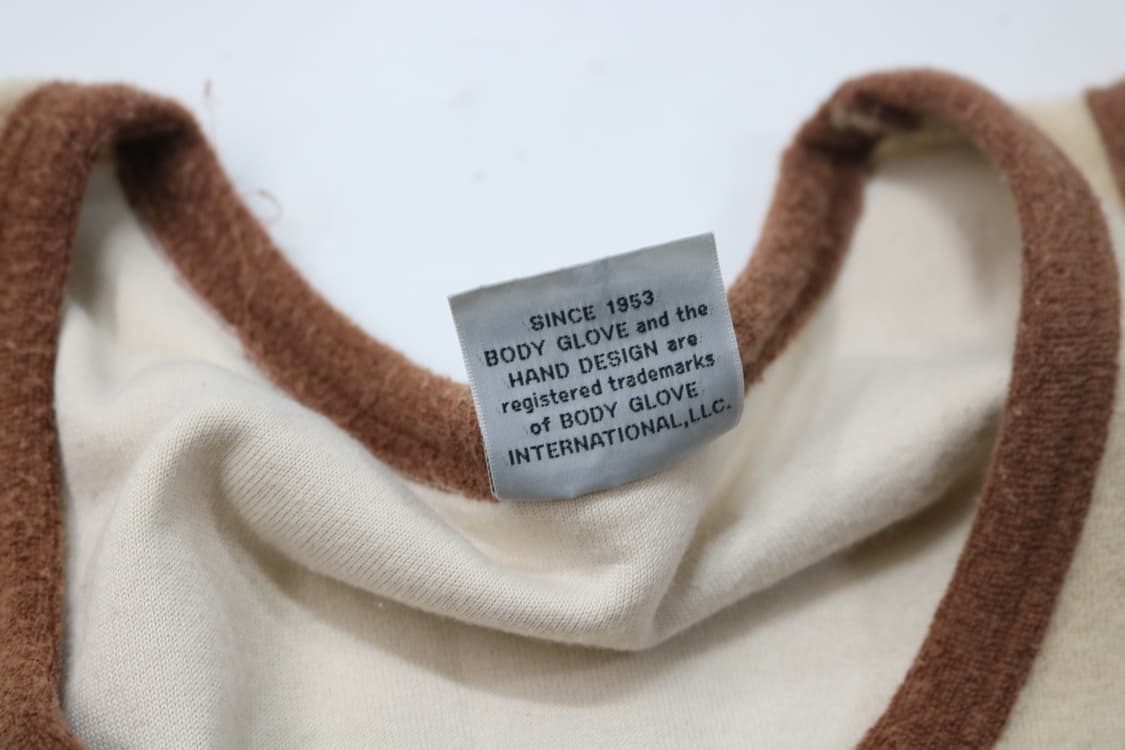 SINCE 1953
BODY GLOVE and the
HAND DESIGN are
registered trademarks
of BODY GLOVE
INTERNATIONAL,LLC.